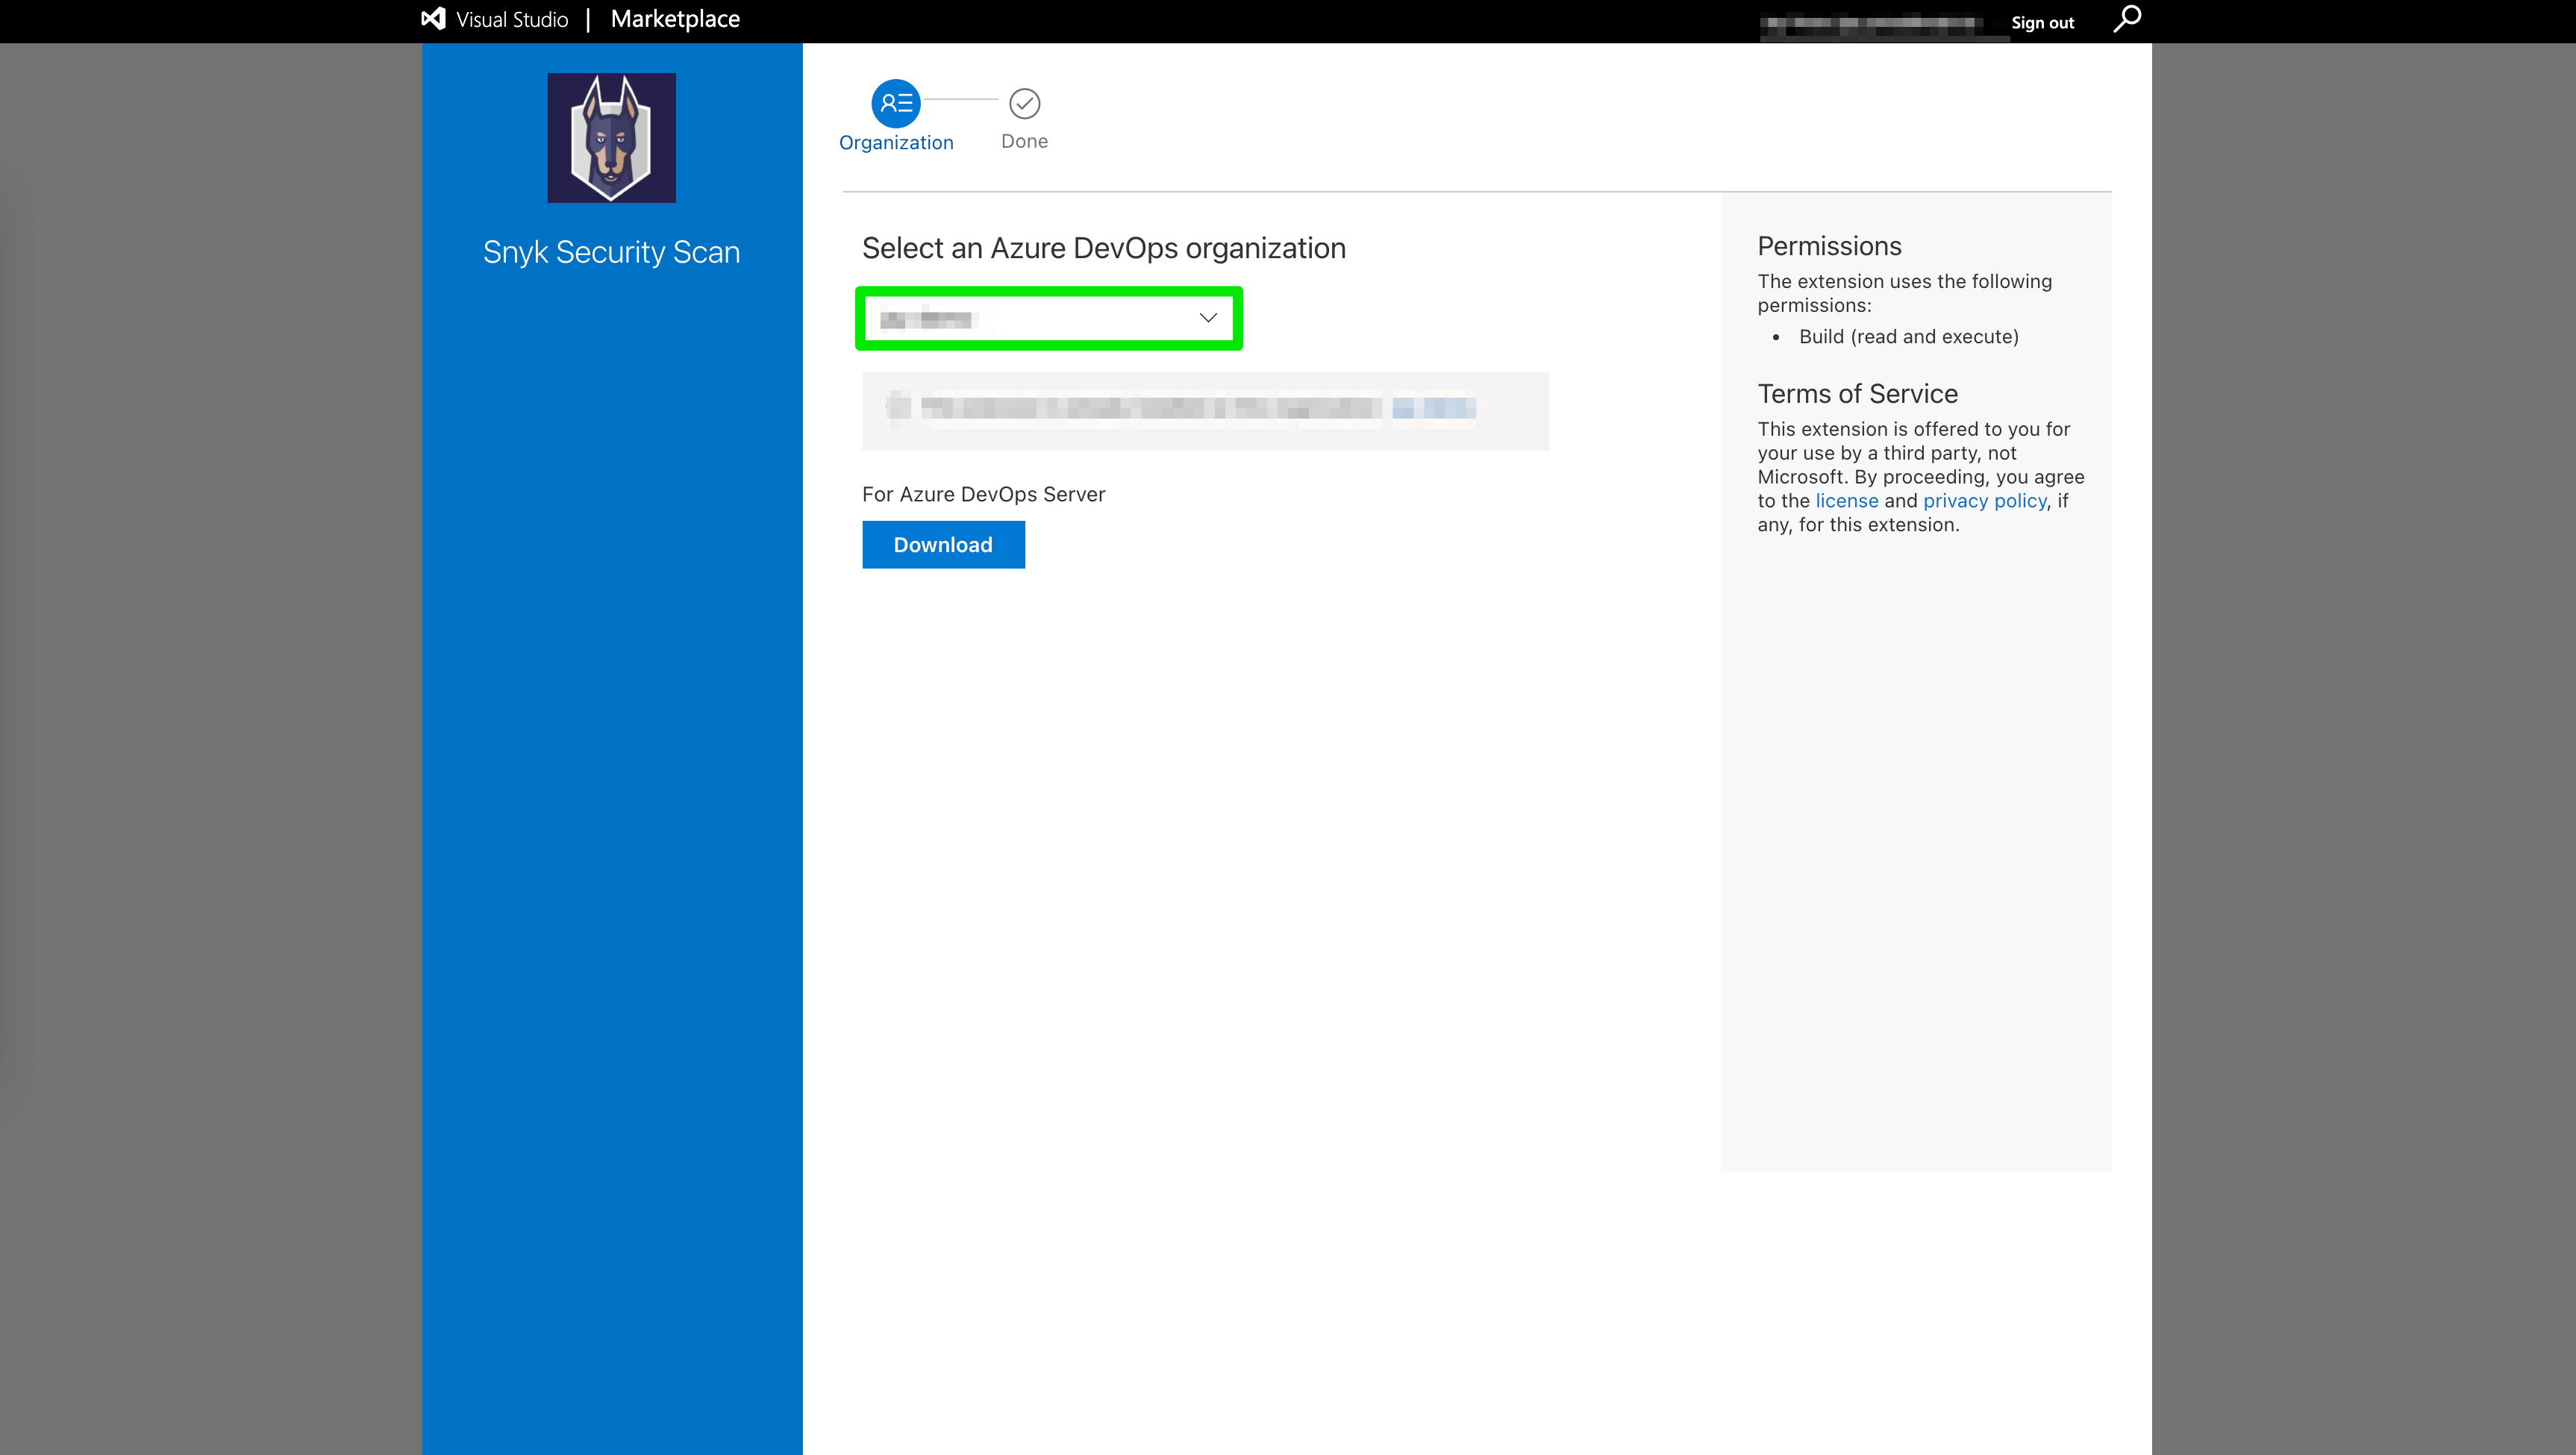 Visual Studio | Marketplace
Sign out
Snyk Security Scan
Organization
Done
Select an Azure DevOps organization
For Azure DevOps Server
Download
Permissions
The extension uses the following
permissions:
• Build (read and execute)
Terms of Service
This extension is offered to you for
your use by a third party, not
Microsoft. By proceeding, you agree
to the license and privacy policy, if
any, for this extension.